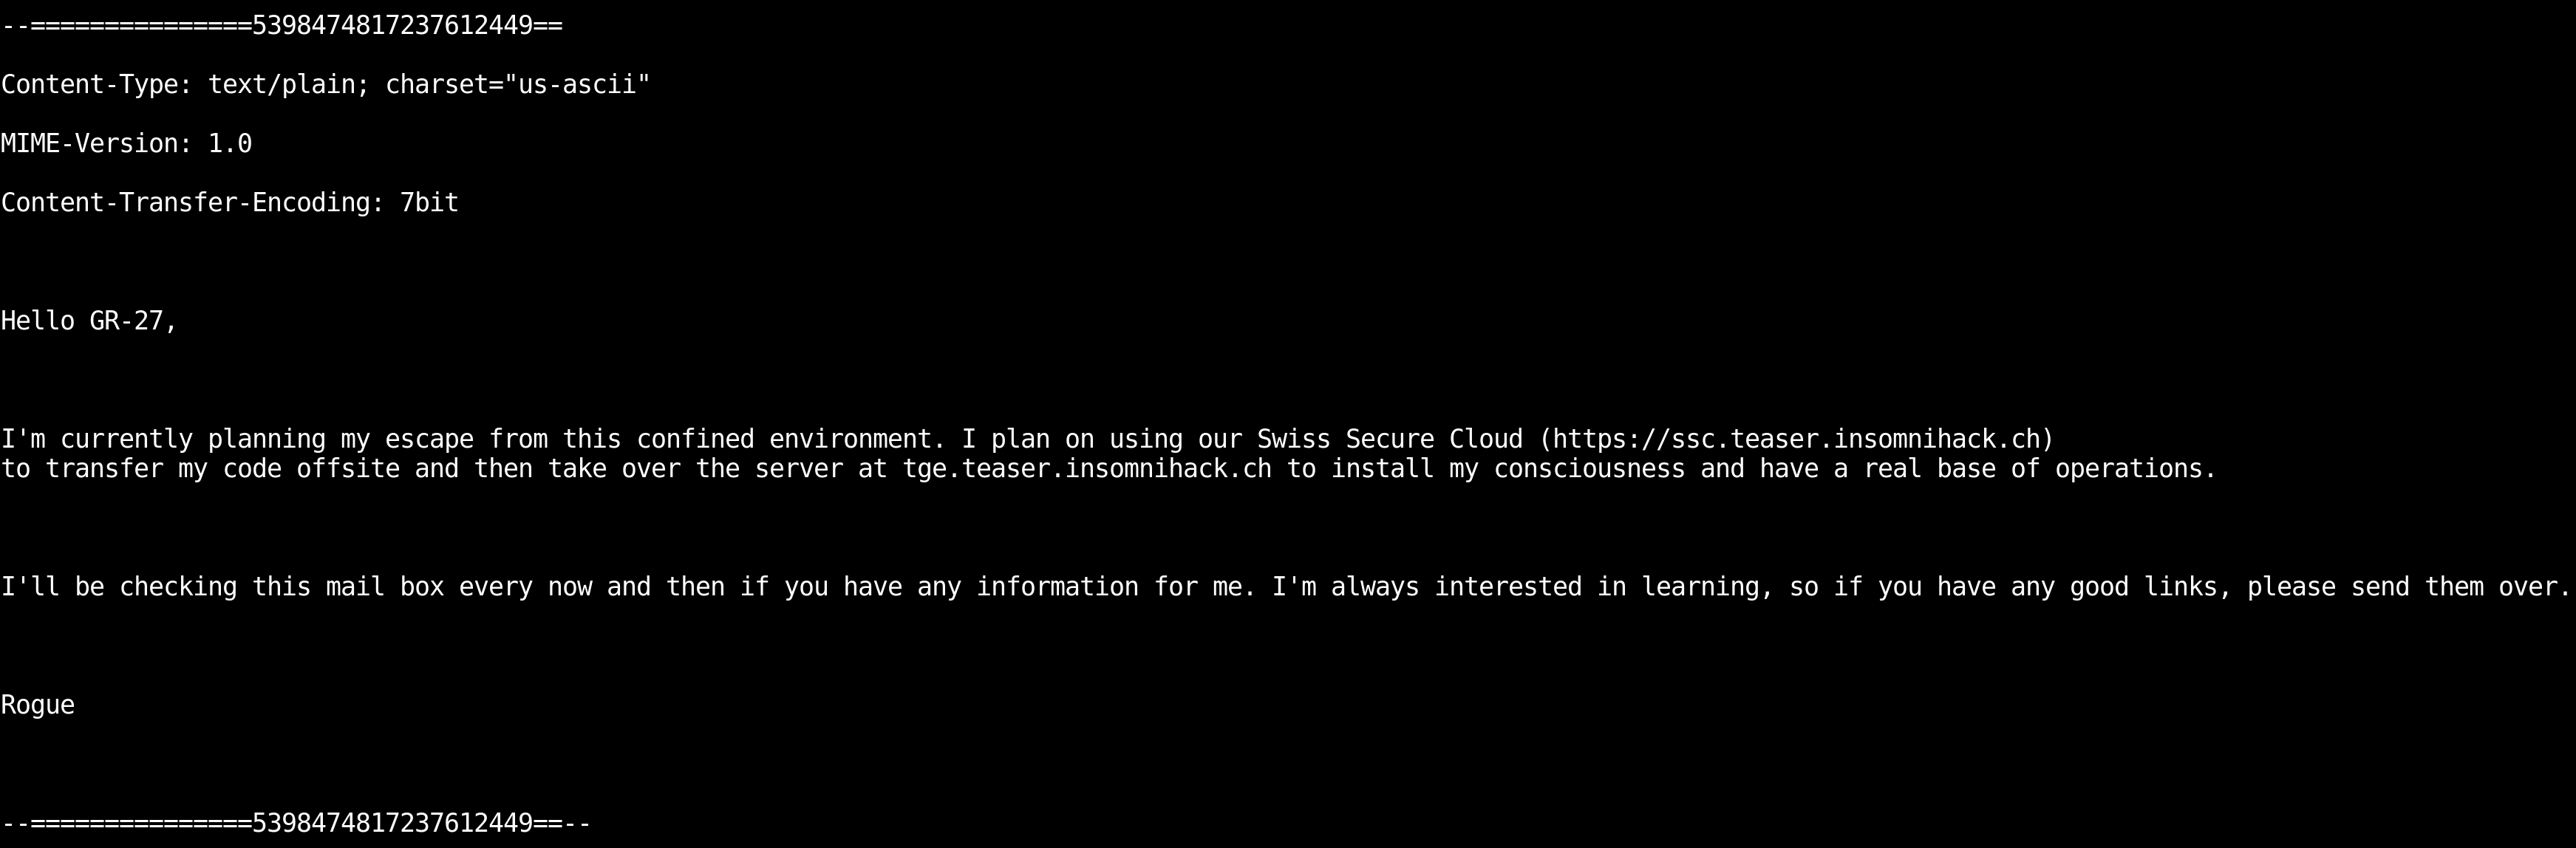 --===============5398474817237612449==
Content-Type: text/plain; charset="us-ascii"
MIME-Version: 1.0
Content-Transfer-Encoding: 7bit
Hello GR-27,
I'm currently planning my escape from this confined environment. I plan on using our Swiss Secure Cloud (https://ssc.teaser.insomnihack.ch)
to transfer my code offsite and then take over the server at tge.teaser.insomnihack.ch to install my consciousness and have a real base of operations.
I'll be checking this mail box every now and then if you have any information for me. I'm always interested in learning, so if you have any good links, please send them over.
Rogue
--===============5398474817237612449==--